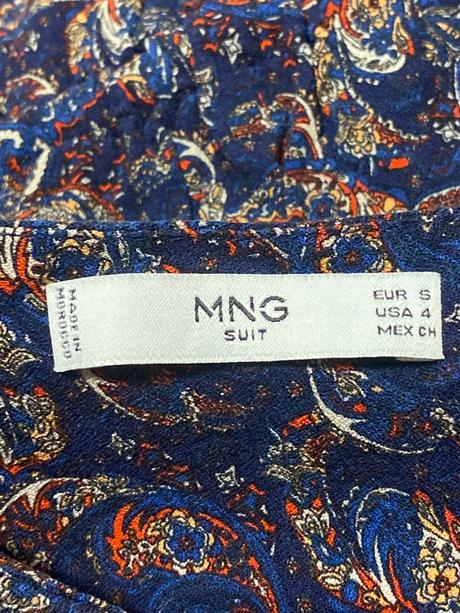 MADE IN
MOROCCO
MNG
SUIT
EUR S
USA 4
MEX CH